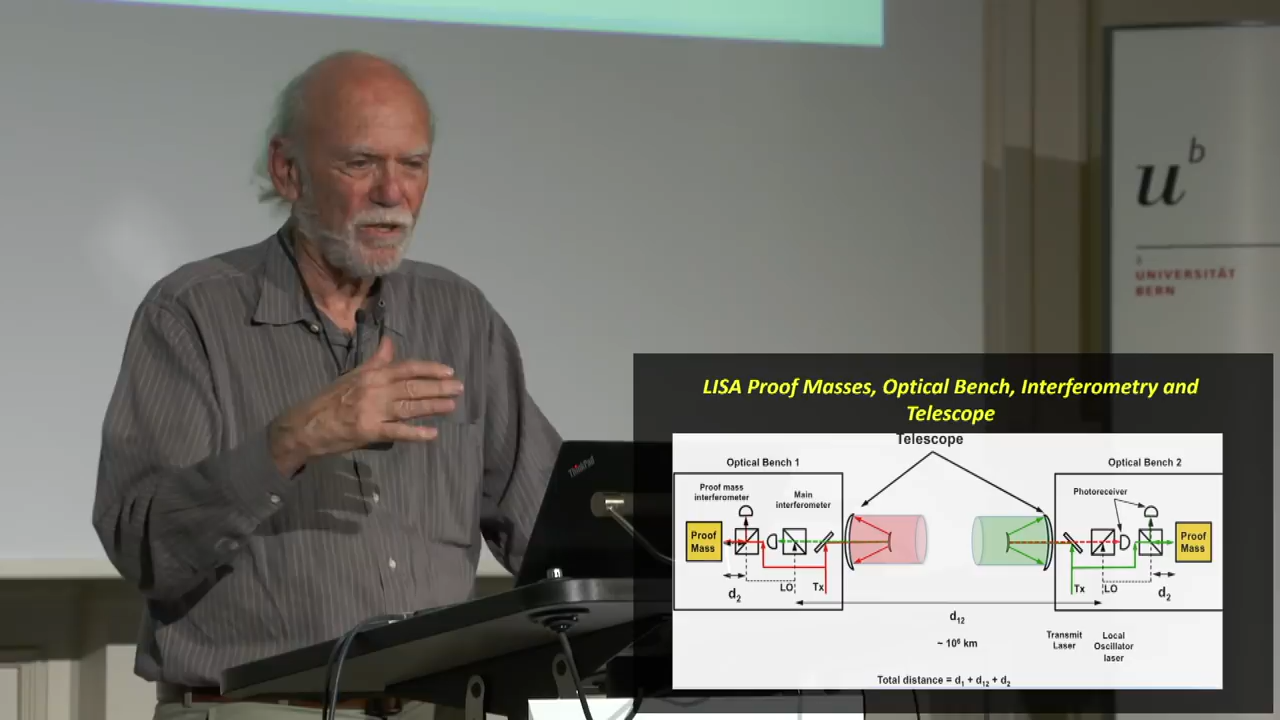 u b
UNIVERSITÄT
BERN
ThinkPad
LISA Proof Masses, Optical Bench, Interferometry and
Telescope
Telescope
Optical Bench 1
Optical Bench 2
Proof mass
interferometer
Main
interferometer
Photoreceiver
Proof
Mass
Proof
Mass
d2
LO
Tx
Tx
LO
d2
d12
~ 10⁶ km
Transmit
Laser
Local
Oscillator
laser
Total distance = d1 + d12 + d2